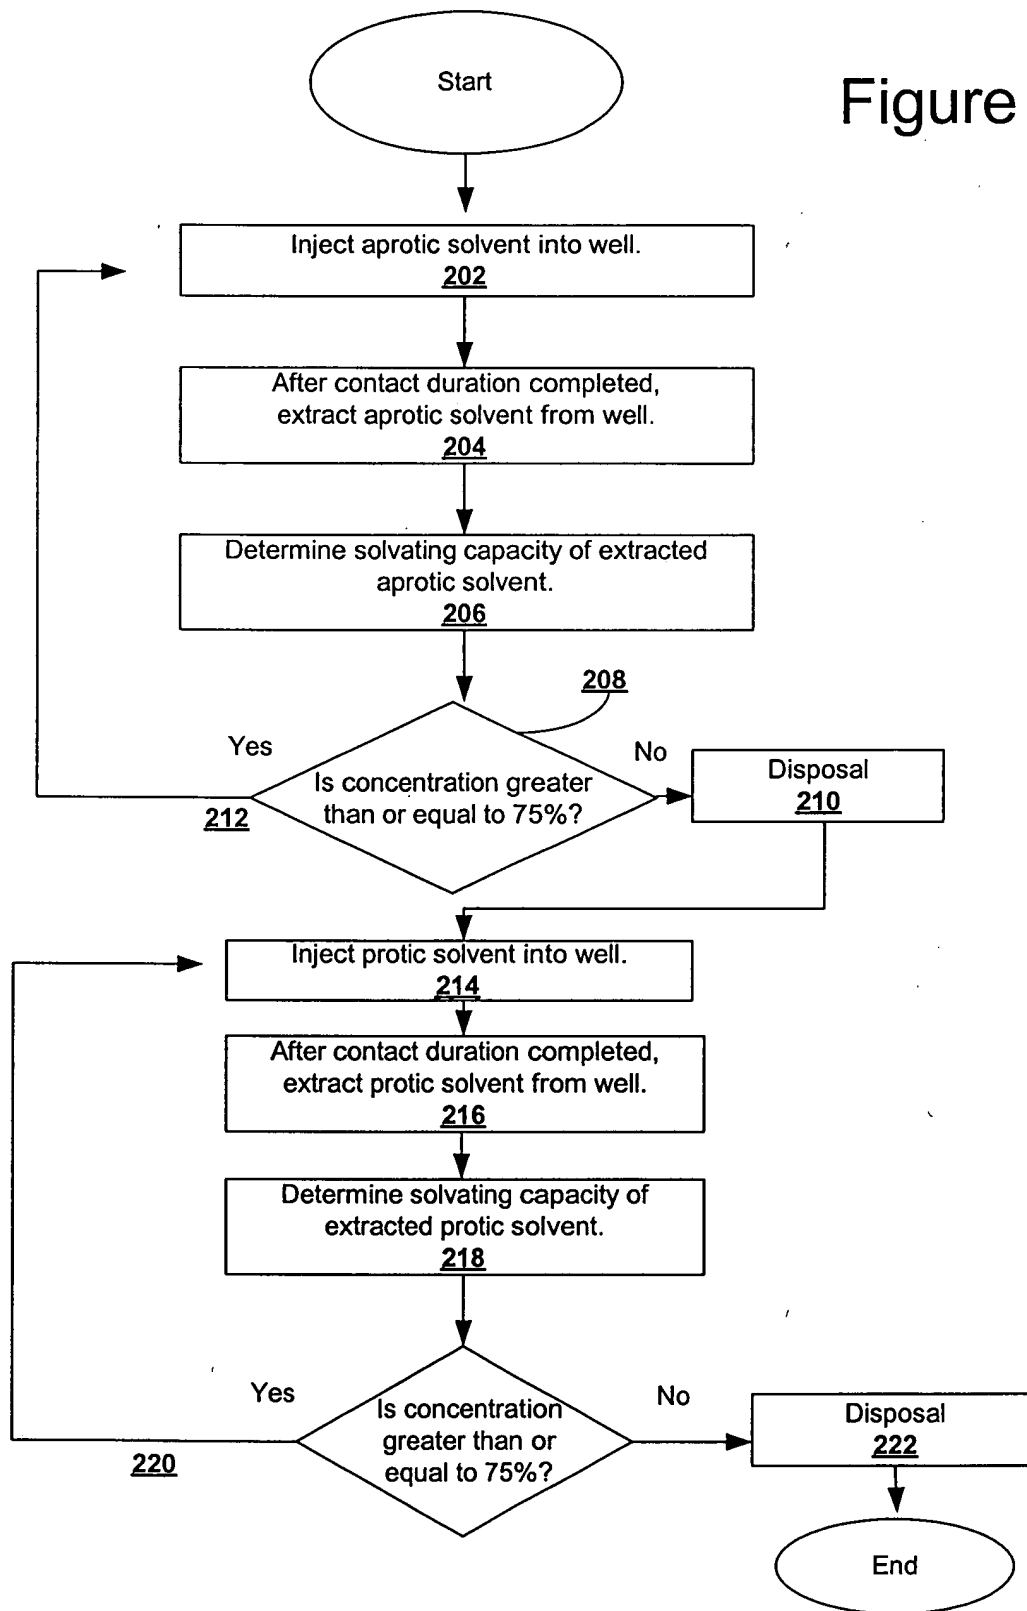 Start
Figure
Inject aprotic solvent into well.
202
After contact duration completed,
extract aprotic solvent from well.
204
Determine solvating capacity of extracted
aprotic solvent.
206
208
Yes
No
Is concentration greater
than or equal to 75%?
212
Disposal
210
Inject protic solvent into well.
214
After contact duration completed,
extract protic solvent from well.
216
Determine solvating capacity of
extracted protic solvent.
218
Yes
No
Is concentration
greater than or
equal to 75%?
220
Disposal
222
End